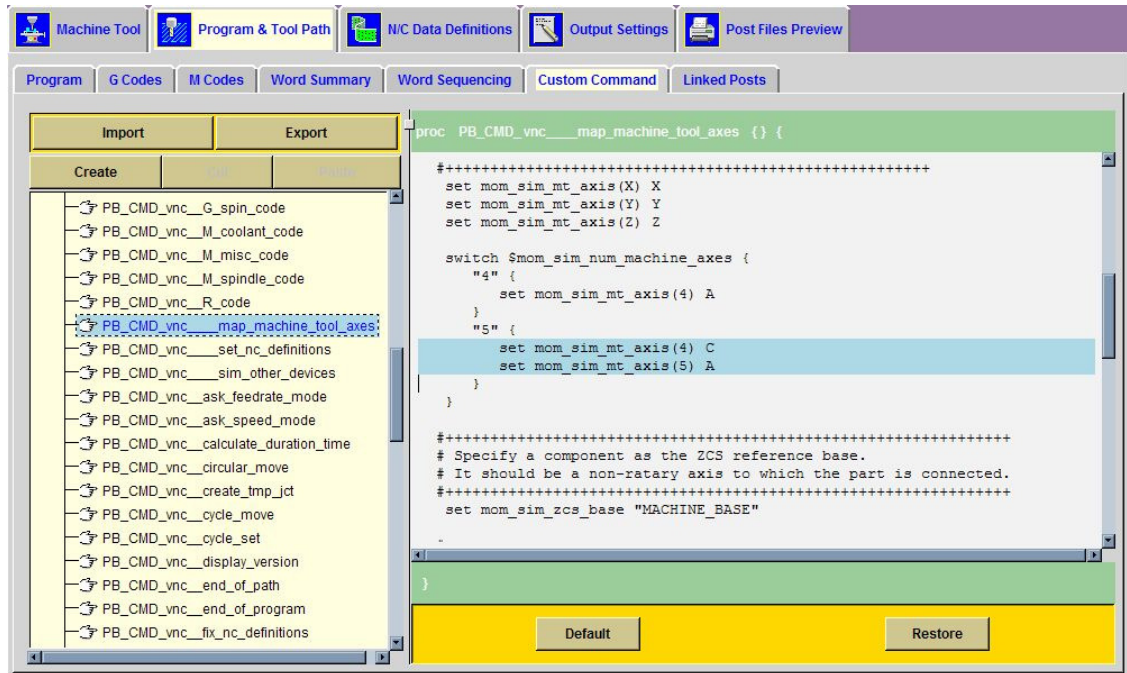 Machine Tool Program & Tool Path N/C Data Definitions Output Settings Post Files Preview
Program G Codes M Codes Word Summary Word Sequencing Custom Command Linked Posts
Import Export
Create Cut Paste
PB_CMD_vnc__G_spin_code
PB_CMD_vnc__M_coolant_code
PB_CMD_vnc__M_misc_code
PB_CMD_vnc__M_spindle_code
PB_CMD_vnc__R_code
PB_CMD_vnc____map_machine_tool_axes
PB_CMD_vnc____set_nc_definitions
PB_CMD_vnc____sim_other_devices
PB_CMD_vnc__ask_feedrate_mode
PB_CMD_vnc__ask_speed_mode
PB_CMD_vnc__calculate_duration_time
PB_CMD_vnc__circular_move
PB_CMD_vnc__create_tmp_jct
PB_CMD_vnc__cycle_move
PB_CMD_vnc__cycle_set
PB_CMD_vnc__display_version
PB_CMD_vnc__end_of_path
PB_CMD_vnc__end_of_program
PB_CMD_vnc__fix_nc_definitions
proc PB_CMD_vnc____map_machine_tool_axes {} {
#++++++++++++++++++++++++++++++++++++++++++++++++++++++
set mom_sim_mt_axis(X) X
set mom_sim_mt_axis(Y) Y
set mom_sim_mt_axis(Z) Z
switch $mom_sim_num_machine_axes {
"4" {
set mom_sim_mt_axis(4) A
}
"5" {
set mom_sim_mt_axis(4) C
set mom_sim_mt_axis(5) A
}
}
#+++++++++++++++++++++++++++++++++++++++++++++++++++++++++++++++
# Specify a component as the ZCS reference base.
# It should be a non-ratary axis to which the part is connected.
#+++++++++++++++++++++++++++++++++++++++++++++++++++++++++++++++
set mom_sim_zcs_base "MACHINE_BASE"
}
Default Restore